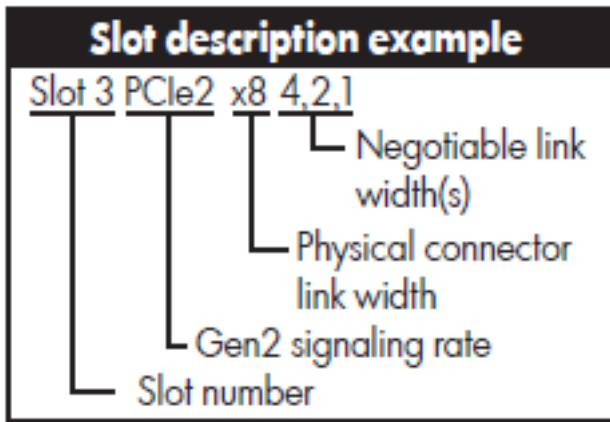 Slot description example
Slot 3 PCIe2 x8 4,2,1
Negotiable link
width(s)
Physical connector
link width
Gen2 signaling rate
Slot number